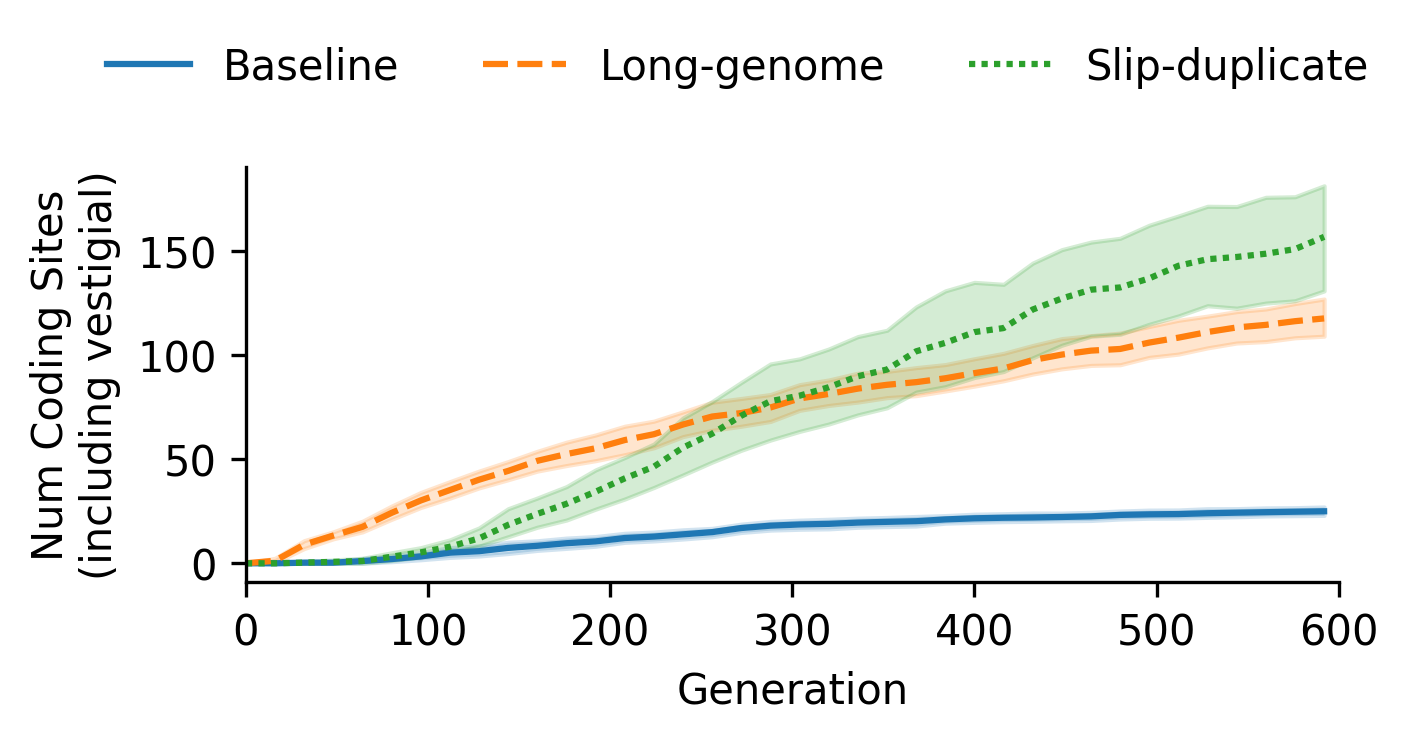 Baseline Long-genome Slip-duplicate
Num Coding Sites
(including vestigial)
150
100
50
0
0 100 200 300 400 500 600
Generation